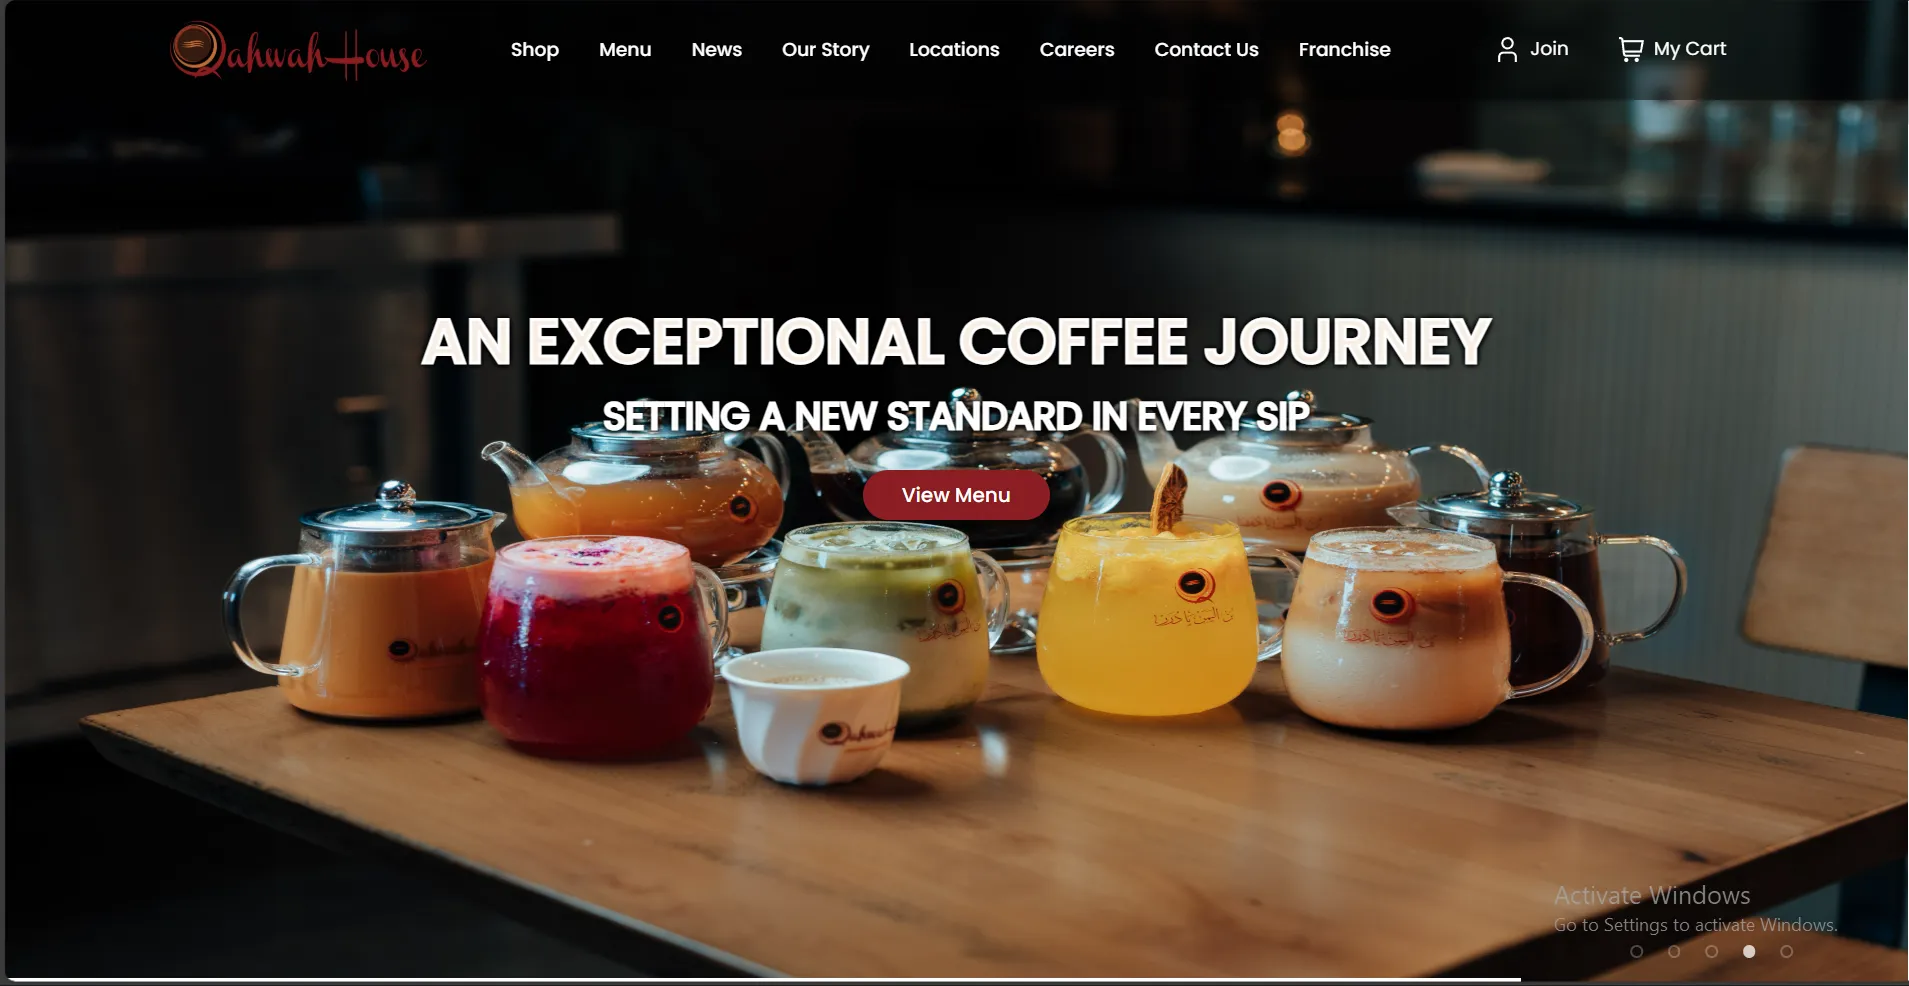 Qahwah House
Shop Menu News Our Story Locations Careers Contact Us Franchise Join My Cart
AN EXCEPTIONAL COFFEE JOURNEY
SETTING A NEW STANDARD IN EVERY SIP
View Menu
Activate Windows
Go to Settings to activate Windows.